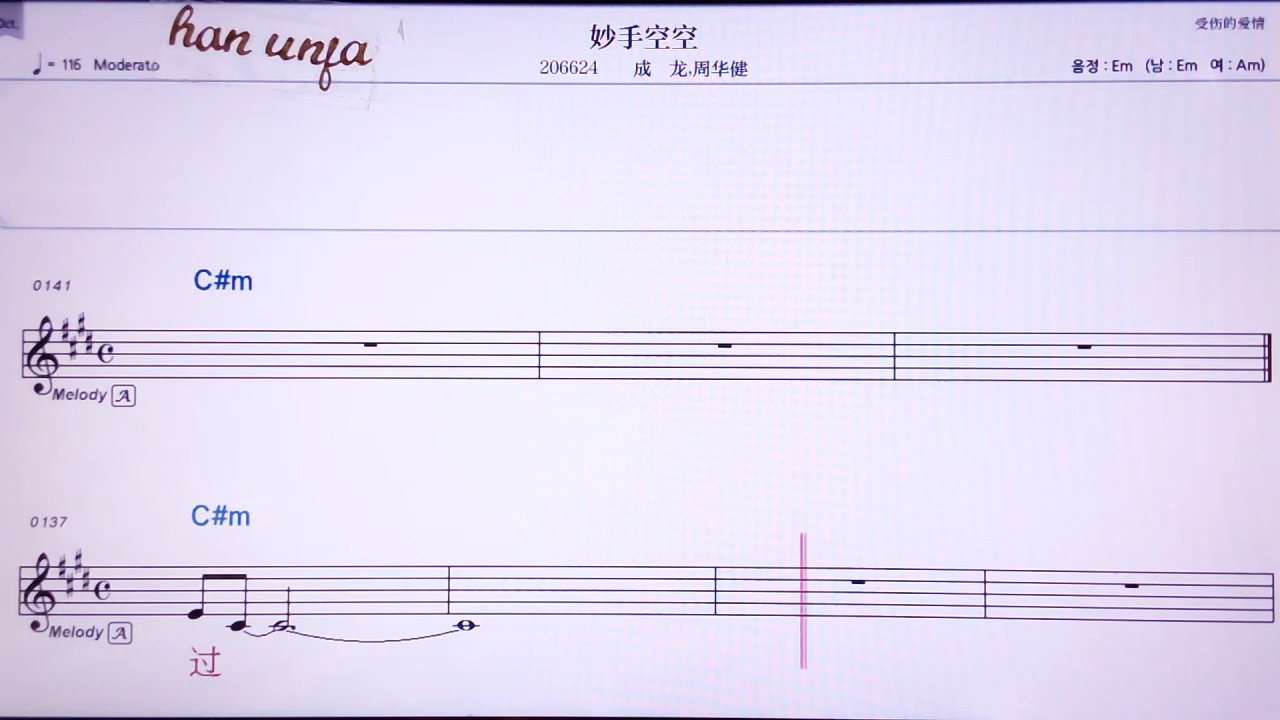 Oct.
han unfa
妙手空空
受伤的爱情
♩= 116 Moderato
206624 成 龙,周华健
음정 : Em (남 : Em 여 : Am)
0141 C#m
Melody A
0137 C#m
Melody A
过